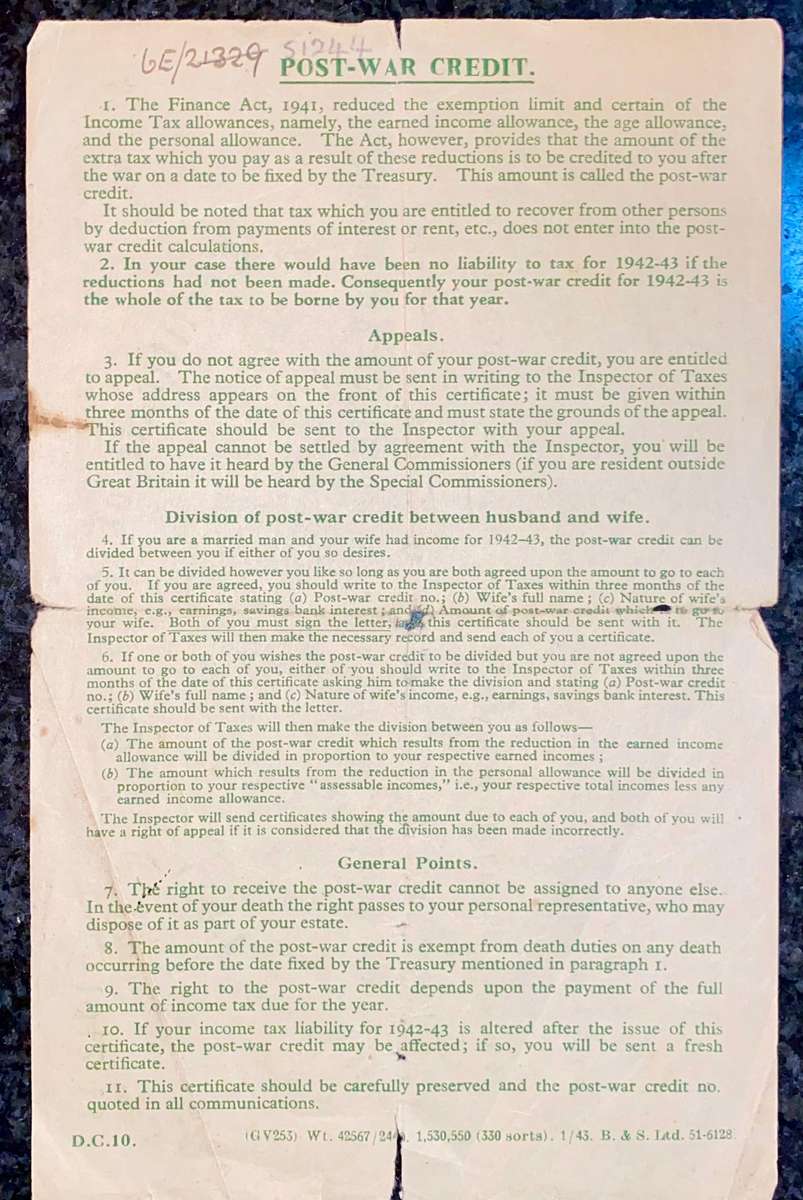 6E/21329 51244
POST-WAR CREDIT.
1. The Finance Act, 1941, reduced the exemption limit and certain of the
Income Tax allowances, namely, the earned income allowance, the age allowance,
and the personal allowance. The Act, however, provides that the amount of the
extra tax which you pay as a result of these reductions is to be credited to you after
the war on a date to be fixed by the Treasury. This amount is called the post-war
credit.
It should be noted that tax which you are entitled to recover from other persons
by deduction from payments of interest or rent, etc., does not enter into the post-
war credit calculations.
2. In your case there would have been no liability to tax for 1942-43 if the
reductions had not been made. Consequently your post-war credit for 1942-43 is
the whole of the tax to be borne by you for that year.
Appeals.
3. If you do not agree with the amount of your post-war credit, you are entitled
to appeal. The notice of appeal must be sent in writing to the Inspector of Taxes
whose address appears on the front of this certificate; it must be given within
three months of the date of this certificate and must state the grounds of the appeal.
This certificate should be sent to the Inspector with your appeal.
If the appeal cannot be settled by agreement with the Inspector, you will be
entitled to have it heard by the General Commissioners (if you are resident outside
Great Britain it will be heard by the Special Commissioners).
Division of post-war credit between husband and wife.
4. If you are a married man and your wife had income for 1942-43, the post-war credit can be
divided between you if either of you so desires.
5. It can be divided however you like so long as you are both agreed upon the amount to go to each
of you. If you are agreed, you should write to the Inspector of Taxes within three months of the
date of this certificate stating (a) Post-war credit no.; (b) Wife's full name; (c) Nature of wife's
income, e.g., earnings, savings bank interest; and (d) Amount of post-war credit which to go to
your wife. Both of you must sign the letter, this certificate should be sent with it. The
Inspector of Taxes will then make the necessary record and send each of you a certificate.
6. If one or both of you wishes the post-war credit to be divided but you are not agreed upon the
amount to go to each of you, either of you should write to the Inspector of Taxes within three
months of the date of this certificate asking him to make the division and stating (a) Post-war credit
no.; (b) Wife's full name; and (c) Nature of wife's income, e.g., earnings, savings bank interest. This
certificate should be sent with the letter.
The Inspector of Taxes will then make the division between you as follows—
(a) The amount of the post-war credit which results from the reduction in the earned income
allowance will be divided in proportion to your respective earned incomes;
(b) The amount which results from the reduction in the personal allowance will be divided in
proportion to your respective "assessable incomes," i.e., your respective total incomes less any
earned income allowance.
The Inspector will send certificates showing the amount due to each of you, and both of you will
have a right of appeal if it is considered that the division has been made incorrectly.
General Points.
7. The right to receive the post-war credit cannot be assigned to anyone else.
In the event of your death the right passes to your personal representative, who may
dispose of it as part of your estate.
8. The amount of the post-war credit is exempt from death duties on any death
occurring before the date fixed by the Treasury mentioned in paragraph 1.
9. The right to the post-war credit depends upon the payment of the full
amount of income tax due for the year.
10. If your income tax liability for 1942-43 is altered after the issue of this
certificate, the post-war credit may be affected; if so, you will be sent a fresh
certificate.
11. This certificate should be carefully preserved and the post-war credit no.
quoted in all communications.
D.C.10. (GV253) Wt. 42567/ 1,530,550 (330 sorts). 1/43. B. & S. Ltd. 51-6128